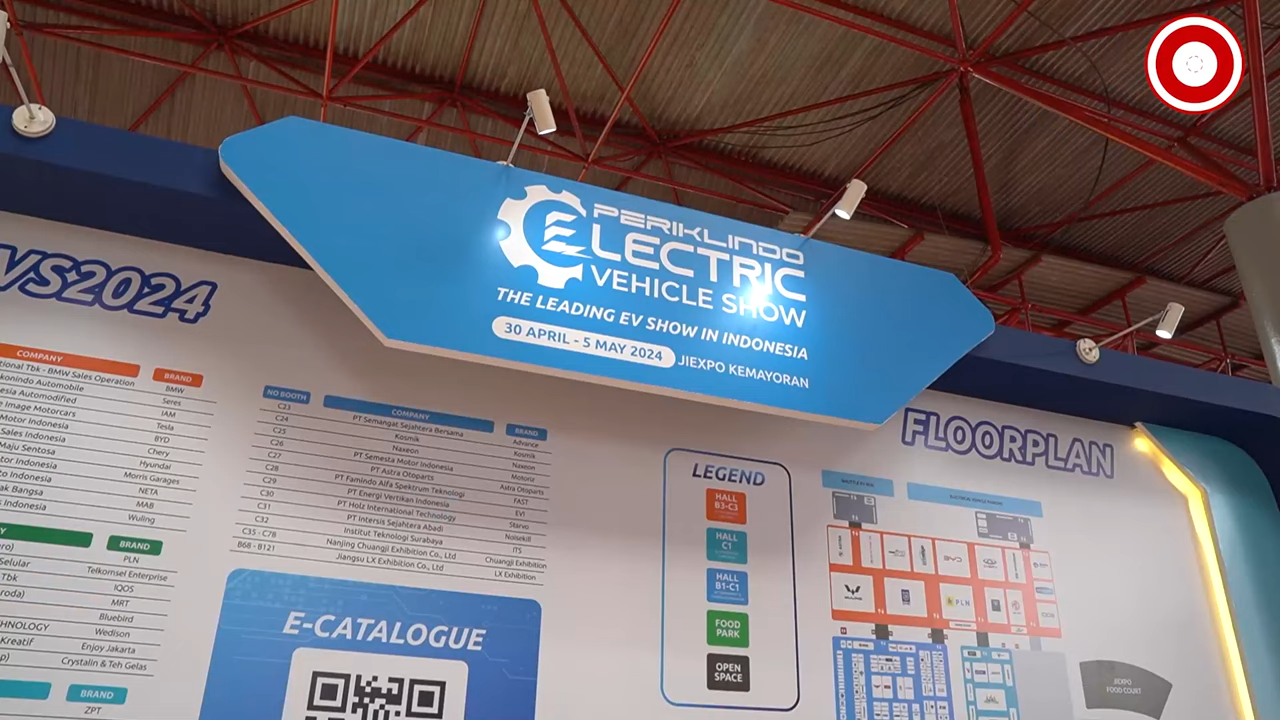 PERIKLINDO
ELECTRIC
VEHICLE SHOW
THE LEADING EV SHOW IN INDONESIA
30 APRIL - 5 MAY 2024 JIEXPO KEMAYORAN
VS2024
COMPANY BRAND
tional Tbk - BMW Sales Operation BMW
konindo Automobile Seres
esia Automodified IAM
e Image Motorcars Tesla
Motor Indonesia BYD
Sales Indonesia Chery
Maju Sentosa Hyundai
tor Indonesia Morris Garages
to Indonesia NETA
ak Bangsa MAB
s Indonesia Wuling
BRAND
PLN
Selular Telkomsel Enterprise
Tbk IQOS
roda) MRT
Bluebird
HNOLOGY Wedison
Kreatif Enjoy Jakarta
Crystalin & Teh Gelas
BRAND
ZPT
NO BOOTH COMPANY BRAND
C23 PT Semangat Sejahtera Bersama Advance
C24 Kosmik Kosmik
C25 Naxeon Naxeon
C26 PT Semesta Motor Indonesia
C27 PT Astra Otoparts Astra Otoparts
C28 PT Famindo Alfa Spektrum Teknologi FAST
C29 PT Energi Vertikan Indonesia EVI
C30 PT Holz International Technology Starvo
C31 PT Intersis Sejahtera Abadi Noisekill
C32 Institut Teknologi Surabaya ITS
C35 - C78 Nanjing Chuangji Exhibition Co., Ltd Chuangji Exhibition
B68 - B121 Jiangsu LX Exhibition Co., Ltd LX Exhibition
E-CATALOGUE
LEGEND
HALL
B3-C3
HALL
C1
HALL
B1-C1
FOOD
PARK
OPEN
SPACE
FLOORPLAN
BYD
WULING
PLN
JIEXPO
FOOD COURT